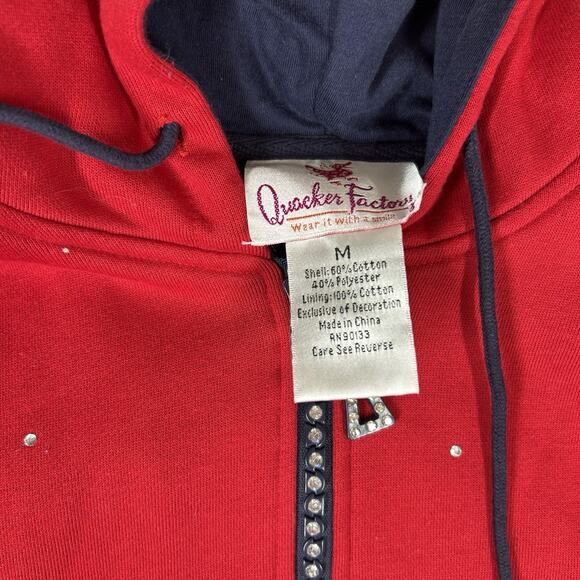 Quacker Factory
Wear it with a smile
M
Shell: 60% Cotton
40% Polyester
Lining: 100% Cotton
Exclusive of Decoration
Made in China
RN90133
Care See Reverse